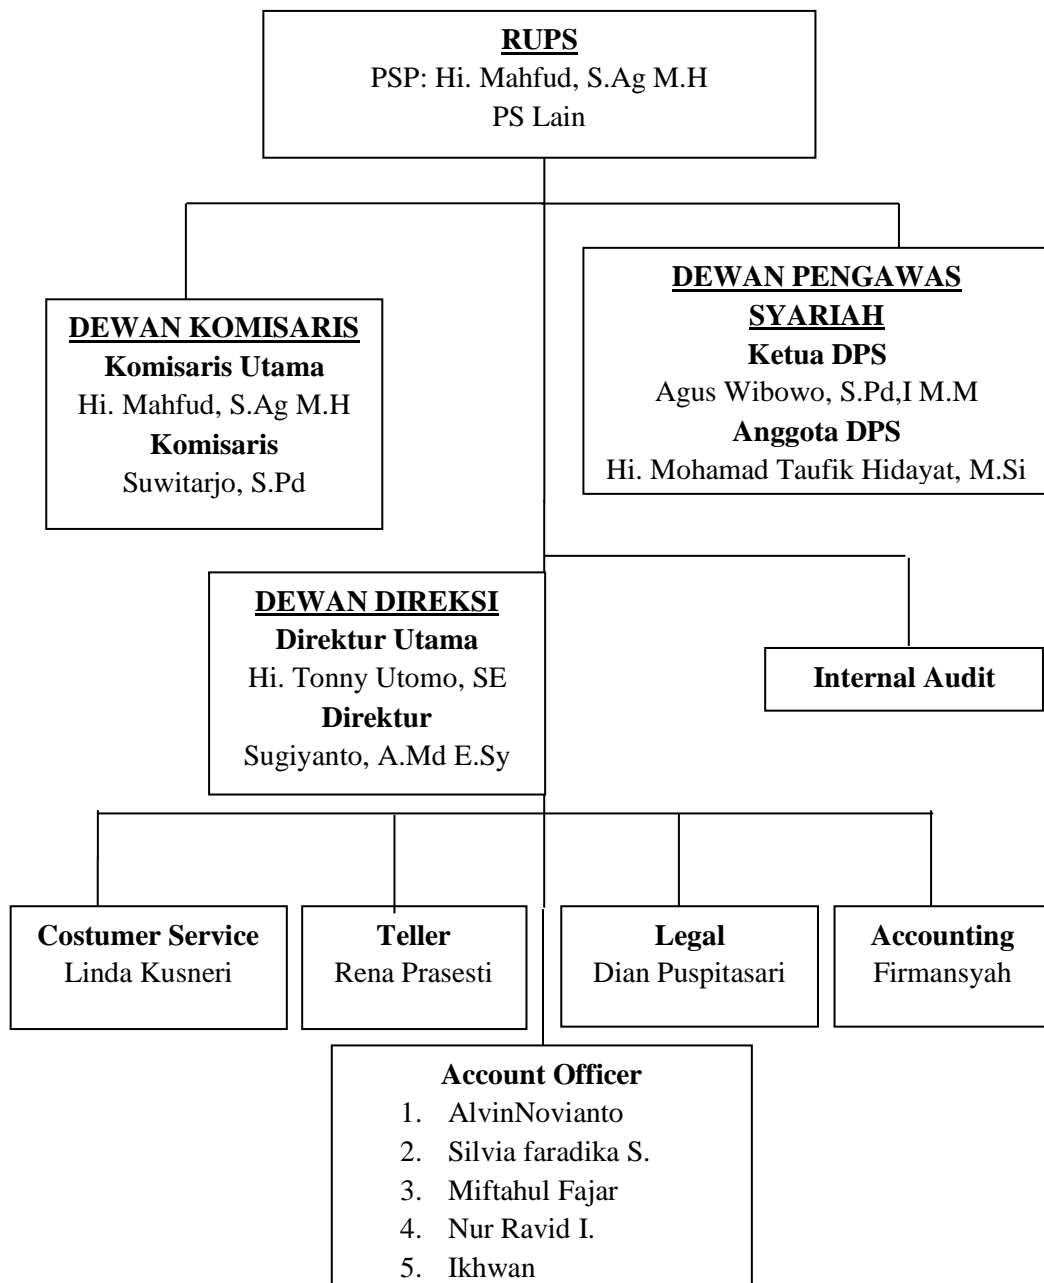 RUPS
PSP: Hi. Mahfud, S.Ag M.H
PS Lain
DEWAN KOMISARIS
Komisaris Utama
Hi. Mahfud, S.Ag M.H
Komisaris
Suwitarjo, S.Pd
DEWAN PENGAWAS
SYARIAH
Ketua DPS
Agus Wibowo, S.Pd,I M.M
Anggota DPS
Hi. Mohamad Taufik Hidayat, M.Si
DEWAN DIREKSI
Direktur Utama
Hi. Tonny Utomo, SE
Direktur
Sugiyanto, A.Md E.Sy
Internal Audit
Costumer Service
Linda Kusneri
Teller
Rena Prasesti
Legal
Dian Puspitasari
Accounting
Firmansyah
Account Officer
1. AlvinNovianto
2. Silvia faradika S.
3. Miftahul Fajar
4. Nur Ravid I.
5. Ikhwan